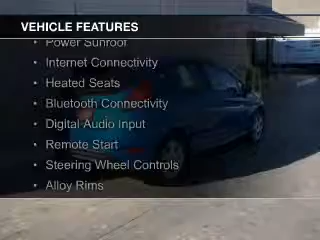 VEHICLE FEATURES
• Power Sunroof
• Internet Connectivity
• Heated Seats
• Bluetooth Connectivity
• Digital Audio Input
• Remote Start
• Steering Wheel Controls
• Alloy Rims